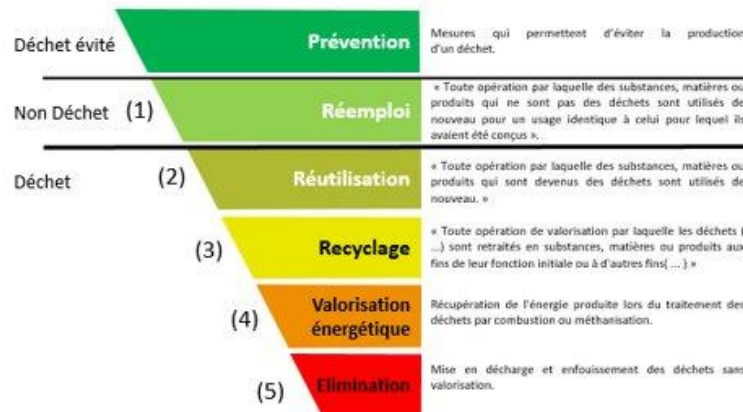 Déchet évité
Prévention
Mesures qui permettent d'éviter la production
d'un déchet.
Non Déchet
(1)
Réemploi
« Toute opération par laquelle des substances, matières ou
produits qui ne sont pas des déchets sont utilisés de
nouveau pour un usage identique à celui pour lequel ils
avaient été conçus ».
Déchet
(2)
Réutilisation
« Toute opération par laquelle des substances, matières ou
produits qui sont devenus des déchets sont utilisés de
nouveau. »
(3)
Recyclage
« Toute opération de valorisation par laquelle les déchets (
...) sont retraités en substances, matières ou produits aux
fins de leur fonction initiale ou à d'autres fins( ... ) »
(4)
Valorisation
énergétique
Récupération de l'énergie produite lors du traitement des
déchets par combustion ou méthanisation.
(5)
Elimination
Mise en décharge et enfouissement des déchets sans
valorisation.